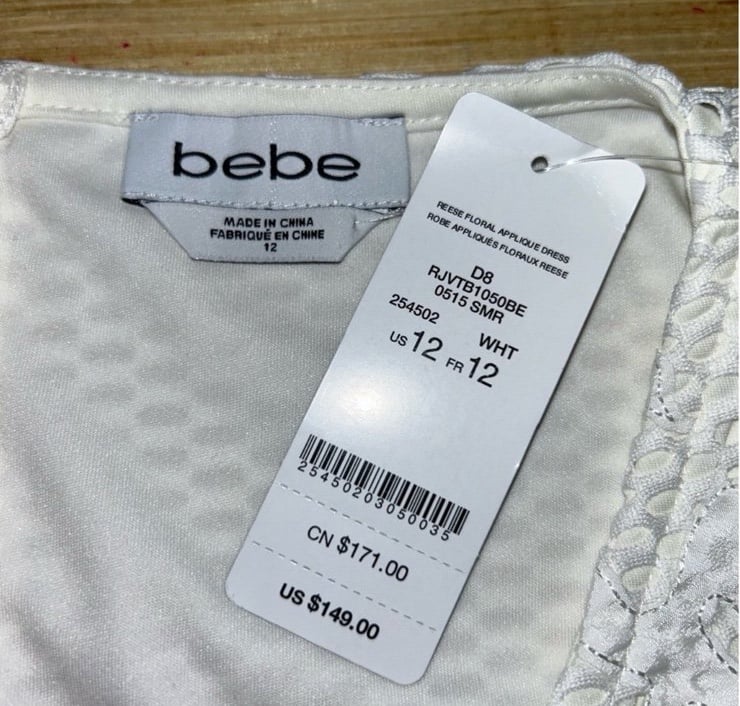 bebe
MADE IN CHINA
FABRIQUÉ EN CHINE
12
REESE FLORAL APPLIQUE DRESS
ROBE APPLIQUÉS FLORAUX REESE
D8
RJVTB1050BE
0515 SMR
254502 WHT
US 12 FR 12
25450203050035
CN $171.00
US $149.00